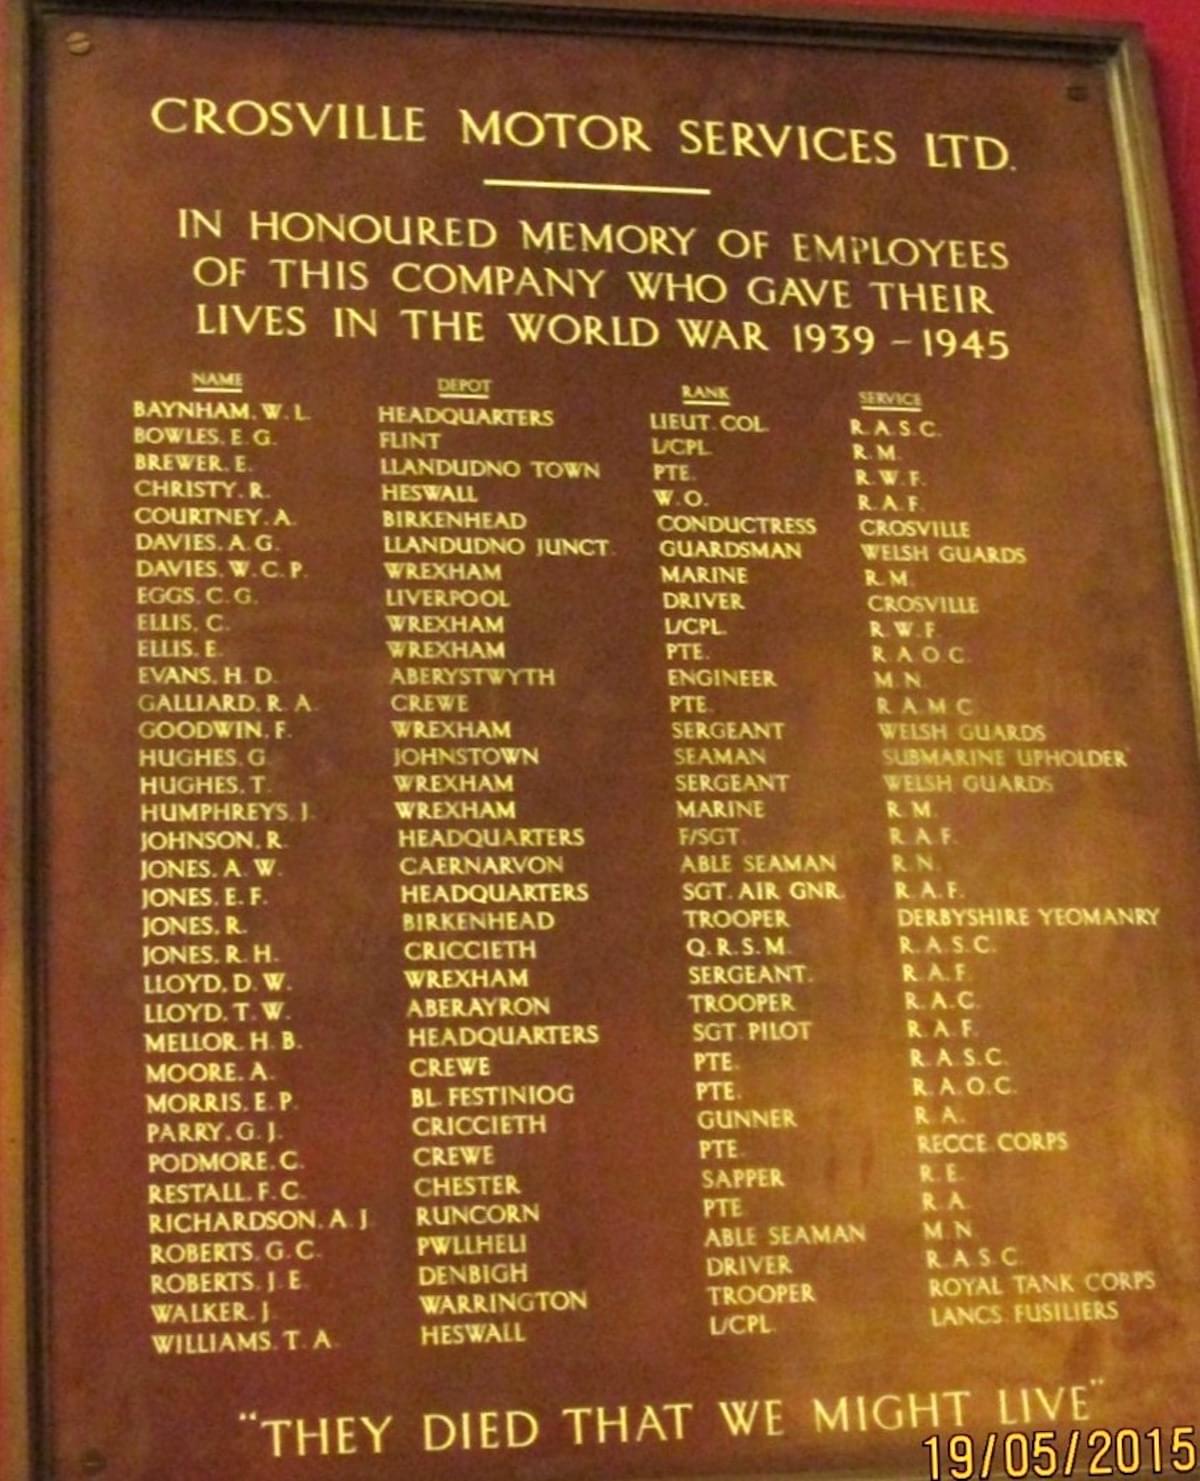 CROSVILLE MOTOR SERVICES LTD.
IN HONOURED MEMORY OF EMPLOYEES
OF THIS COMPANY WHO GAVE THEIR
LIVES IN THE WORLD WAR 1939 - 1945
NAME DEPOT RANK SERVICE
BAYNHAM. W. L. HEADQUARTERS LIEUT. COL. R.A.S.C.
BOWLES. E. G. FLINT L/CPL. R.M.
BREWER. E. LLANDUDNO TOWN PTE. R.W.F.
CHRISTY. R. HESWALL W.O. R.A.F.
COURTNEY. A. BIRKENHEAD CONDUCTRESS CROSVILLE
DAVIES. A. G. LLANDUDNO JUNCT. GUARDSMAN WELSH GUARDS
DAVIES. W. C. P. WREXHAM MARINE R.M.
EGGS. C. G. LIVERPOOL DRIVER CROSVILLE
ELLIS. C. WREXHAM L/CPL. R.W.F.
ELLIS. E. WREXHAM PTE. R.A.O.C.
EVANS. H. D. ABERYSTWYTH ENGINEER M.N.
GALLIARD. R. A. CREWE PTE. R.A.M.C.
GOODWIN. F. WREXHAM SERGEANT WELSH GUARDS
HUGHES. G. JOHNSTOWN SEAMAN SUBMARINE UPHOLDER
HUGHES. T. WREXHAM SERGEANT WELSH GUARDS
HUMPHREYS. J. WREXHAM MARINE R.M.
JOHNSON. R. HEADQUARTERS F/SGT. R.A.F.
JONES. A. W. CAERNARVON ABLE SEAMAN R.N.
JONES. E. F. HEADQUARTERS SGT. AIR GNR. R.A.F.
JONES. R. BIRKENHEAD TROOPER DERBYSHIRE YEOMANRY
JONES. R. H. CRICCIETH Q.R.S.M. R.A.S.C.
LLOYD. D. W. WREXHAM SERGEANT. R.A.F.
LLOYD. T. W. ABERAYRON TROOPER R.A.C.
MELLOR. H. B. HEADQUARTERS SGT. PILOT R.A.F.
MOORE. A. CREWE PTE. R.A.S.C.
MORRIS. E. P. BL. FESTINIOG PTE. R.A.O.C.
PARRY. G. J. CRICCIETH GUNNER R.A.
PODMORE. C. CREWE PTE. RECCE. CORPS
RESTALL. F. C. CHESTER SAPPER R.E.
RICHARDSON. A. J. RUNCORN PTE. R.A.
ROBERTS. G. C. PWLLHELI ABLE SEAMAN M.N.
ROBERTS. J. E. DENBIGH DRIVER R.A.S.C.
WALKER. J. WARRINGTON TROOPER ROYAL TANK CORPS
WILLIAMS. T. A. HESWALL L/CPL. LANCS. FUSILIERS
"THEY DIED THAT WE MIGHT LIVE"
19/05/2015